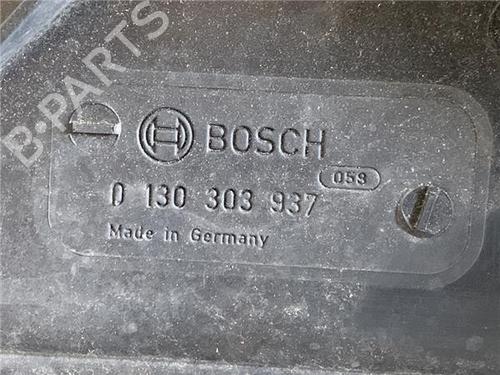 B-PARTS
BOSCH
058
0 130 303 937
Made in Germany